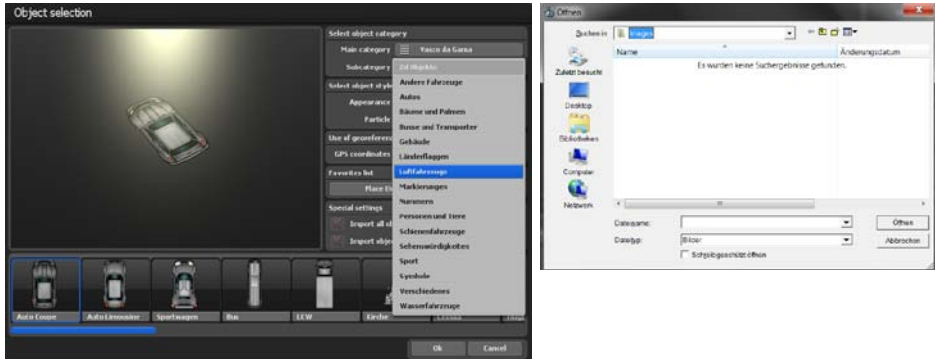 Object selection
Select object category
Main category Vasco da Gama
Subcategory 2d Objekte
Andere Fahrzeuge
Autos
Bäume und Palmen
Busse und Transporter
Gebäude
Länderflaggen
Luftfahrzeuge
Markierungen
Nummern
Personen und Tiere
Schienenfahrzeuge
Sehenswürdigkeiten
Sport
Symbole
Verschiedenes
Wasserfahrzeuge
Select object style
Appearance
Particle
Use of georeferenc
GPS coordinates
Favorites list
Place
Special settings
Import all
Import obje
Auto Coupe
Auto Limousine
Sportwagen
Bus
LKW
Kirche
Ok
Cancel
Öffnen
Suchen in: Images
Name
Änderungsdatum
Es wurden keine Suchergebnisse gefunden.
Zuletzt besucht
Desktop
Bibliotheken
Computer
Netzwerk
Dateiname:
Öffnen
Dateityp: Bilder
Abbrechen
Schreibgeschützt öffnen